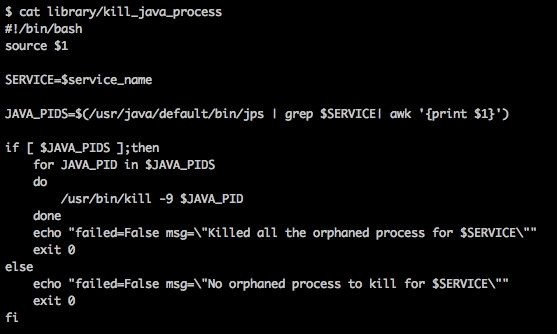 $ cat library/kill_java_process
#!/bin/bash
source $1

SERVICE=$service_name

JAVA_PIDS=$(/usr/java/default/bin/jps | grep $SERVICE| awk '{print $1}')

if [ $JAVA_PIDS ];then
    for JAVA_PID in $JAVA_PIDS
    do
        /usr/bin/kill -9 $JAVA_PID
    done
    echo "failed=False msg=\"Killed all the orphaned process for $SERVICE\""
    exit 0
else
    echo "failed=False msg=\"No orphaned process to kill for $SERVICE\""
    exit 0
fi